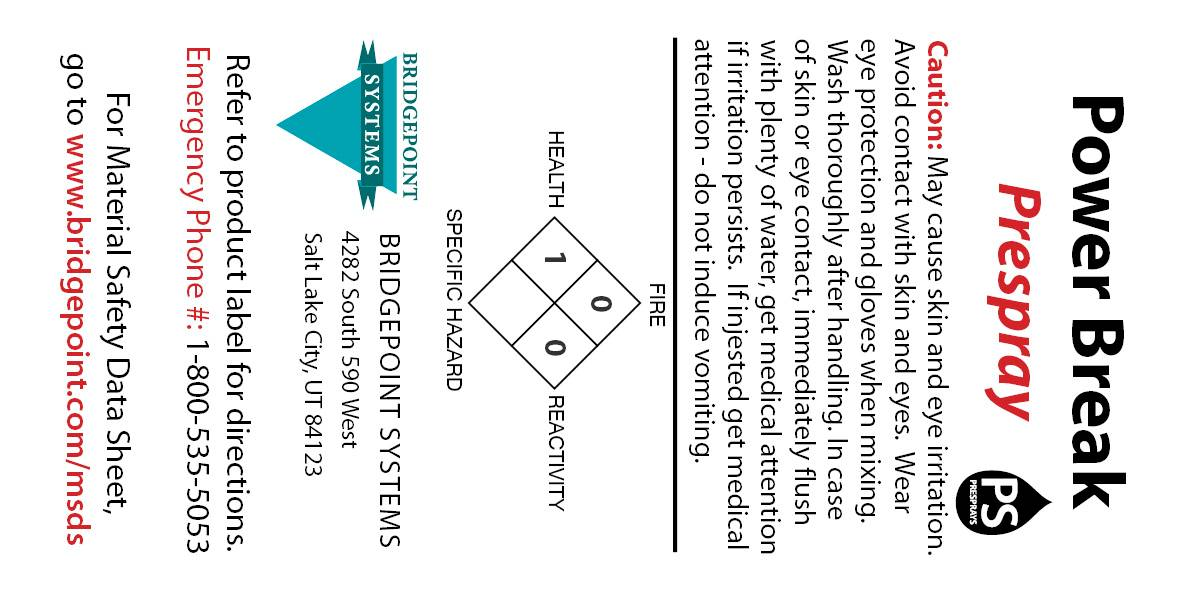 Power Break
Prespray
PS
PRESPRAYS
Caution: May cause skin and eye irritation.
Avoid contact with skin and eyes. Wear
eye protection and gloves when mixing.
Wash thoroughly after handling. In case
of skin or eye contact, immediately flush
with plenty of water, get medical attention
if irritation persists. If injested get medical
attention - do not induce vomiting.
FIRE
0
HEALTH 1 0 REACTIVITY
SPECIFIC HAZARD
BRIDGEPOINT
SYSTEMS
BRIDGEPOINT SYSTEMS
4282 South 590 West
Salt Lake City, UT 84123
Refer to product label for directions.
Emergency Phone #: 1-800-535-5053
For Material Safety Data Sheet,
go to www.bridgepoint.com/msds